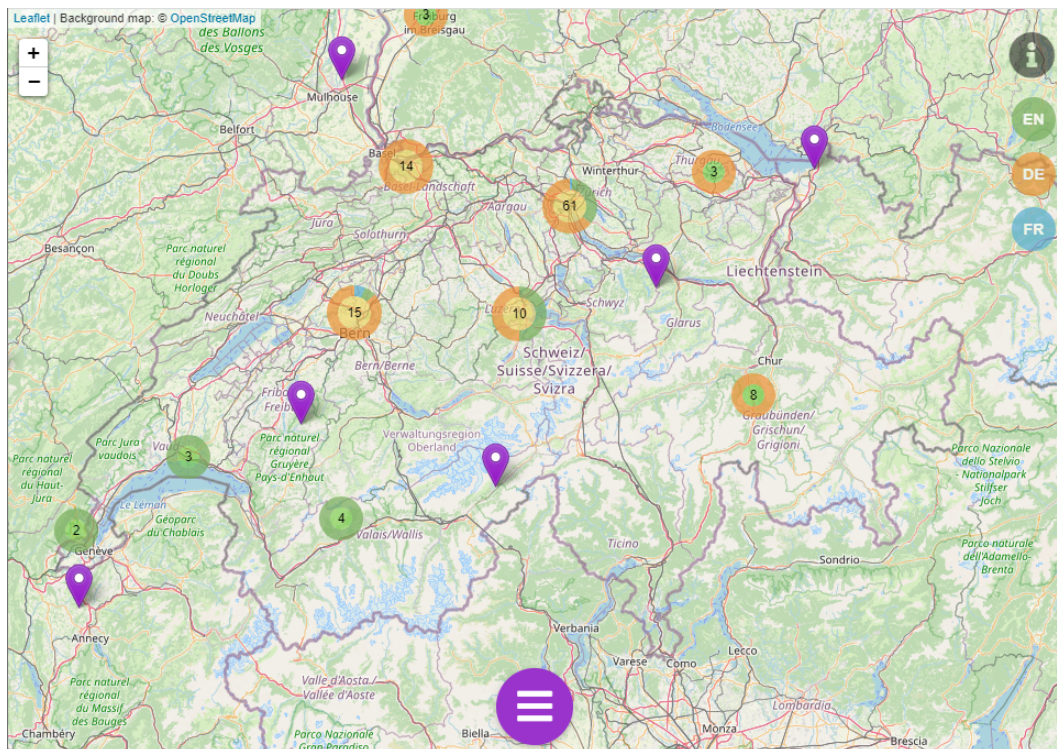 Leaflet | Background map: © OpenStreetMap
des Ballons
des Vosges
3
Freiburg
im Breisgau
+
−
Mulhouse
i
EN
DE
FR
Belfort
Basel
14
Basel-Landschaft
Bodensee
Winterthur
Thurgau
3
Aargau
61
Zürich
Jura
Solothurn
Besançon
Parc naturel
régional
du Doubs
Horloger
Liechtenstein
Neuchâtel
15
Bern
Luzern
10
Schwyz
Glarus
Schweiz/
Suisse/Svizzera/
Svizra
Bern/Berne
Chur
8
Graubünden/
Grischun/
Grigioni
Fribourg
Freiburg
Parc naturel
régional
Gruyère
Pays-d'Enhaut
Verwaltungsregion
Oberland
Parc Jura
vaudois
Vaud
3
Parc naturel
régional
du Haut-
Jura
Parco Nazionale
dello Stelvio
- Nationalpark
Stilfser
Joch
Le Léman
Géoparc
du Chablais
2
Genève
4
Valais/Wallis
Ticino
Sondrio
Parco naturale
dell'Adamello-
Brenta
Annecy
Verbania
Varese
Como
Lecco
Parc naturel
régional
du Massif
des Bauges
Valle d'Aosta /
Vallée d'Aoste
Lombardia
Chambéry
Parco Nazionale
Gran Paradiso
Biella
Monza
Brescia